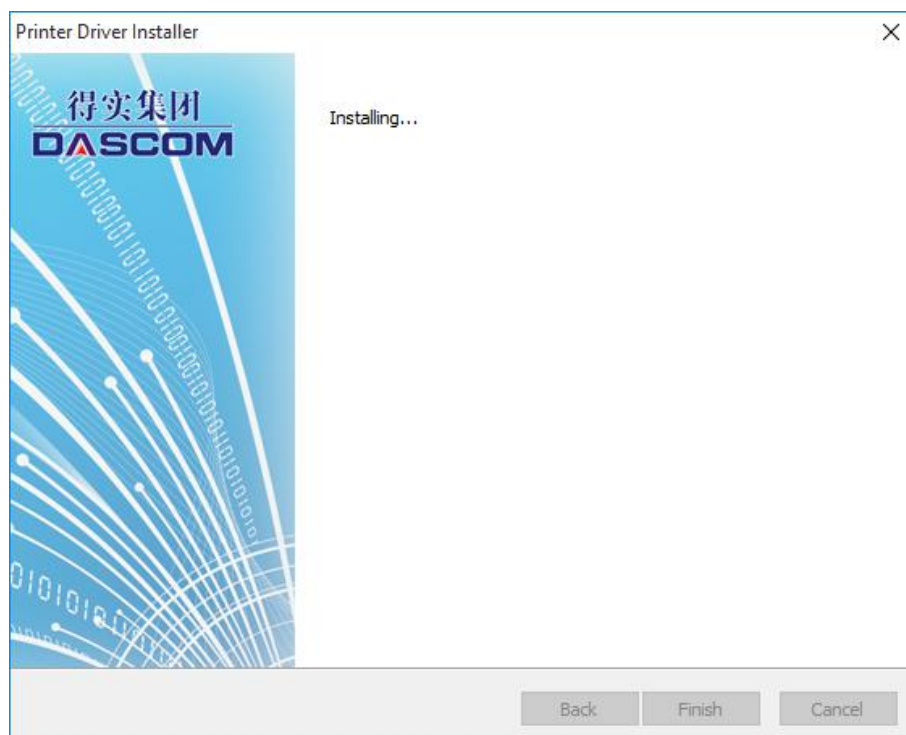 Printer Driver Installer
得实集团
DASCOM
Installing...
Back
Finish
Cancel